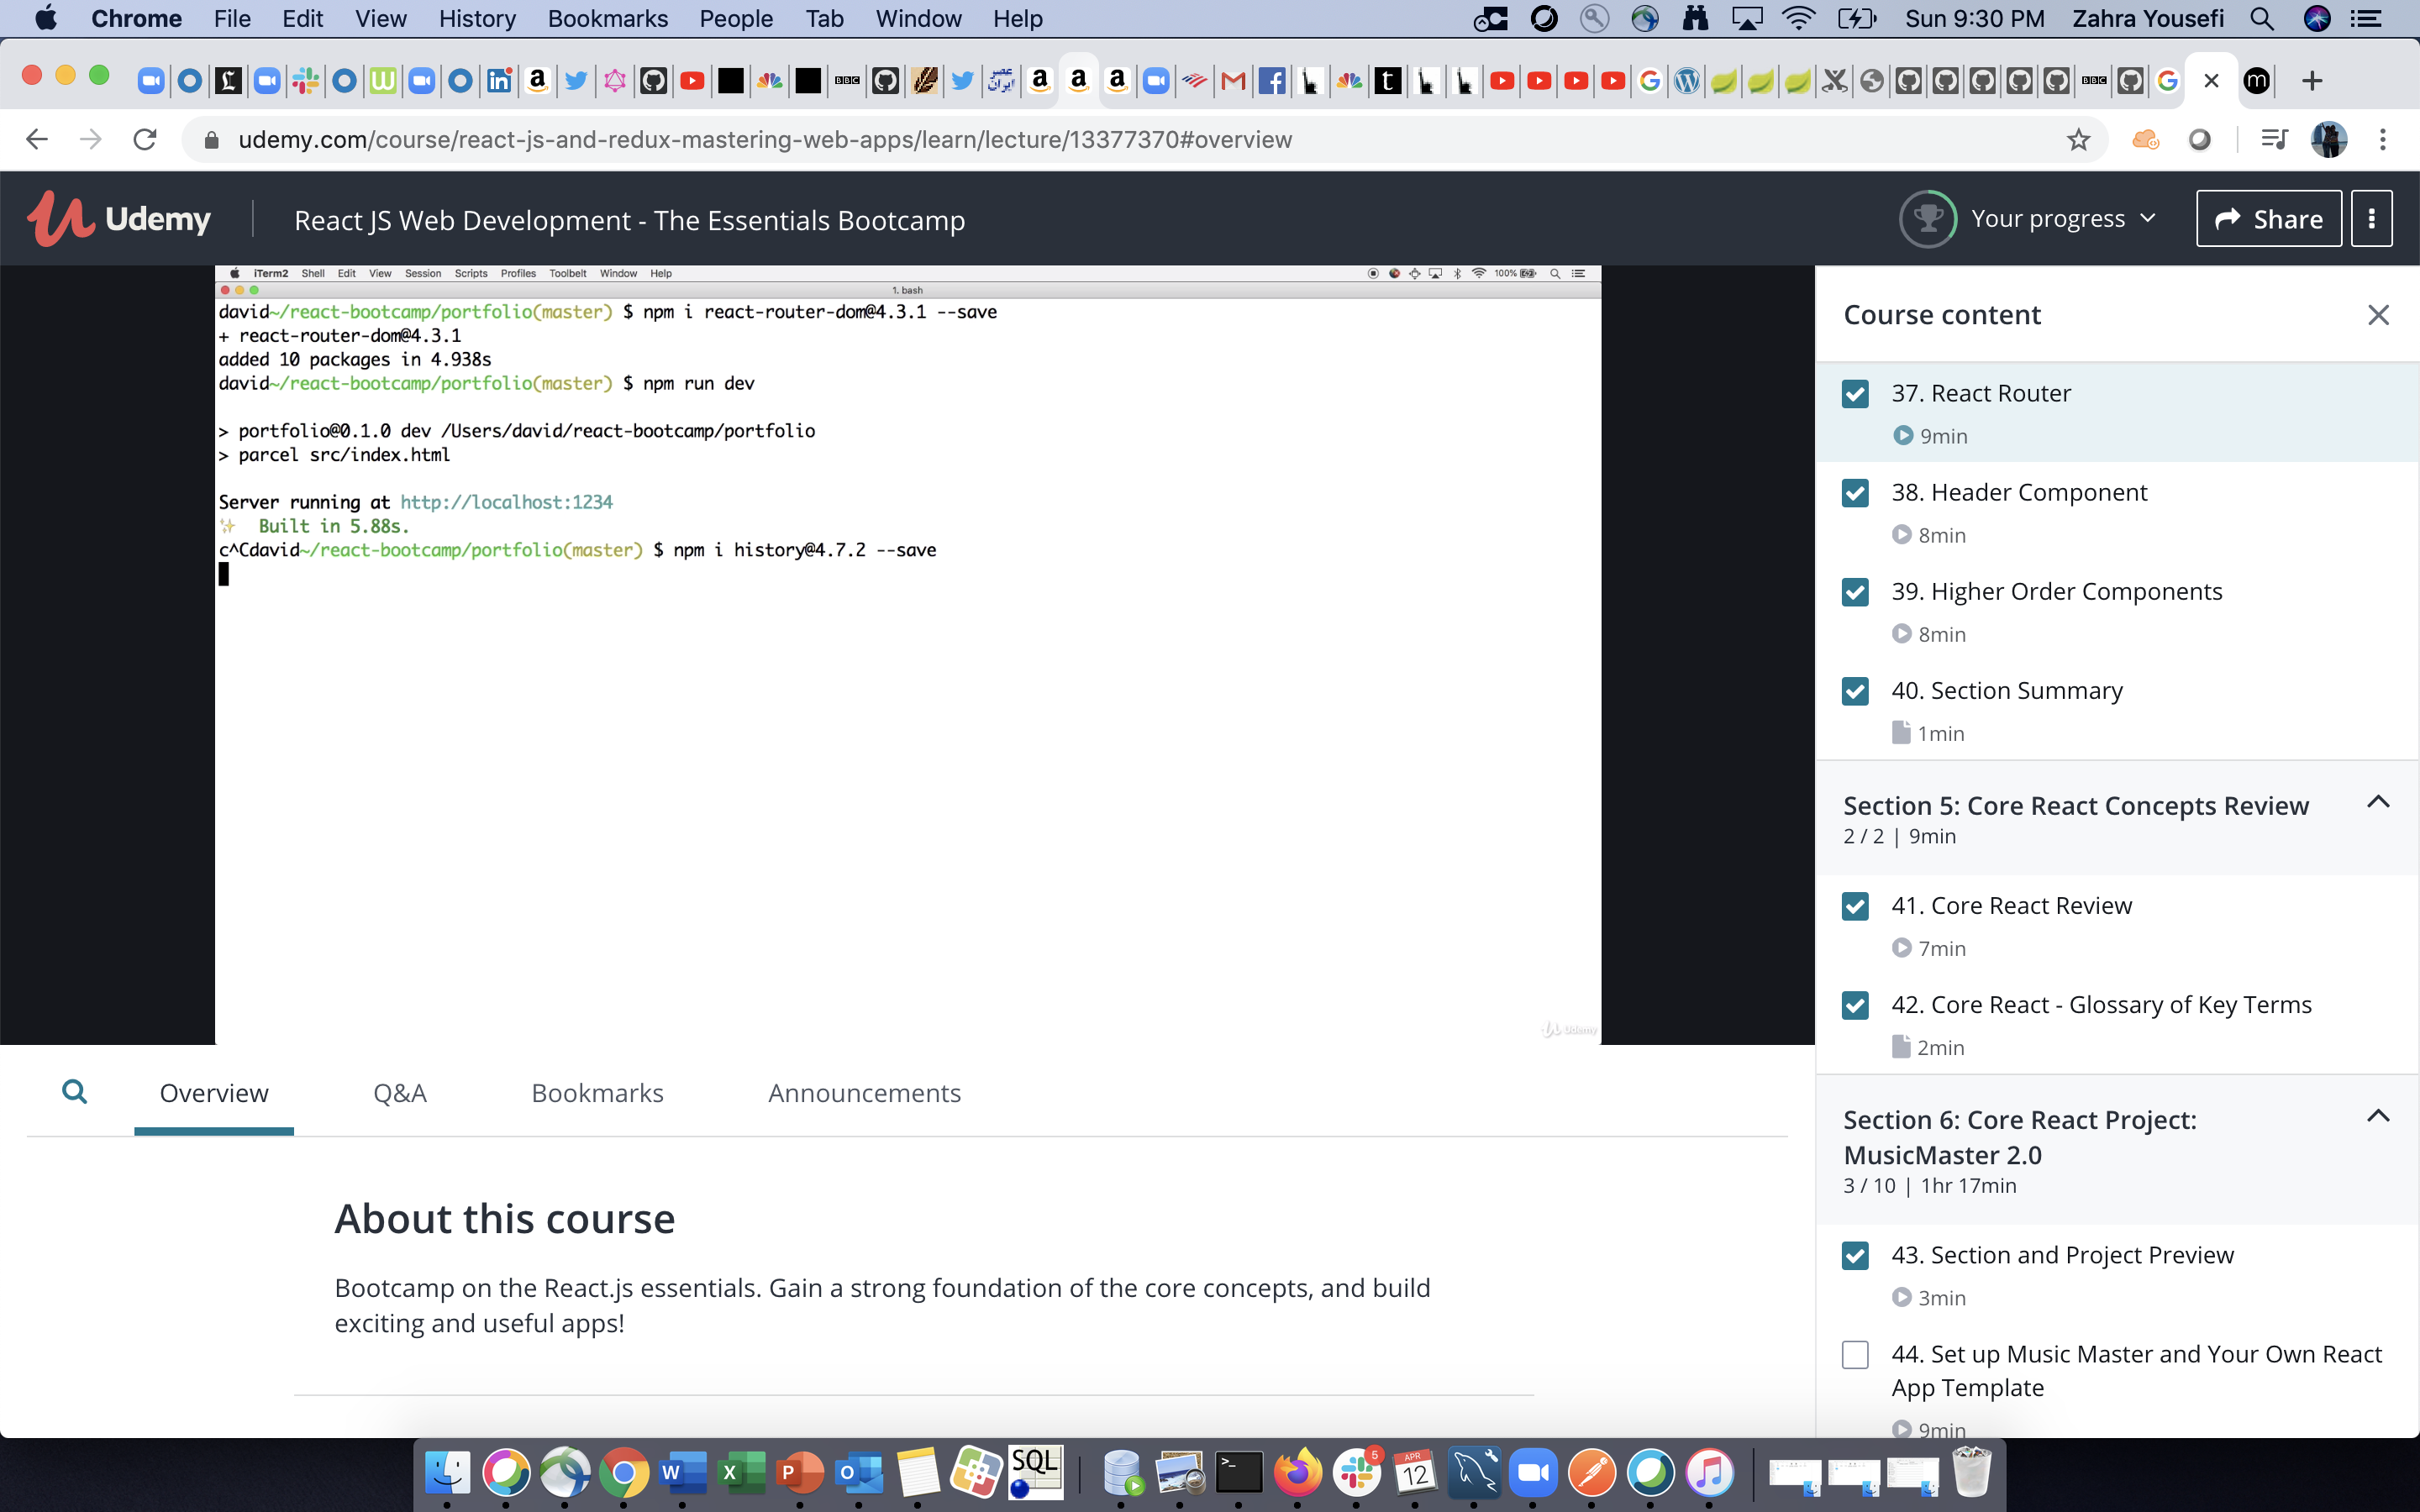 Chrome File Edit View History Bookmarks People Tab Window Help Sun 9:30 PM Zahra Yousefi
udemy.com/course/react-js-and-redux-mastering-web-apps/learn/lecture/13377370#overview
Udemy React JS Web Development - The Essentials Bootcamp Your progress Share
iTerm2 Shell Edit View Session Scripts Profiles Toolbelt Window Help 100%
1. bash
david~/react-bootcamp/portfolio(master) $ npm i react-router-dom@4.3.1 --save
+ react-router-dom@4.3.1
added 10 packages in 4.938s
david~/react-bootcamp/portfolio(master) $ npm run dev
> portfolio@0.1.0 dev /Users/david/react-bootcamp/portfolio
> parcel src/index.html
Server running at http://localhost:1234
✨ Built in 5.88s.
c^Cdavid~/react-bootcamp/portfolio(master) $ npm i history@4.7.2 --save
Udemy
Overview Q&A Bookmarks Announcements
About this course
Bootcamp on the React.js essentials. Gain a strong foundation of the core concepts, and build
exciting and useful apps!
Course content
37. React Router
9min
38. Header Component
8min
39. Higher Order Components
8min
40. Section Summary
1min
Section 5: Core React Concepts Review
2 / 2 | 9min
41. Core React Review
7min
42. Core React - Glossary of Key Terms
2min
Section 6: Core React Project:
MusicMaster 2.0
3 / 10 | 1hr 17min
43. Section and Project Preview
3min
44. Set up Music Master and Your Own React
App Template
9min
SQL
5
APR
12